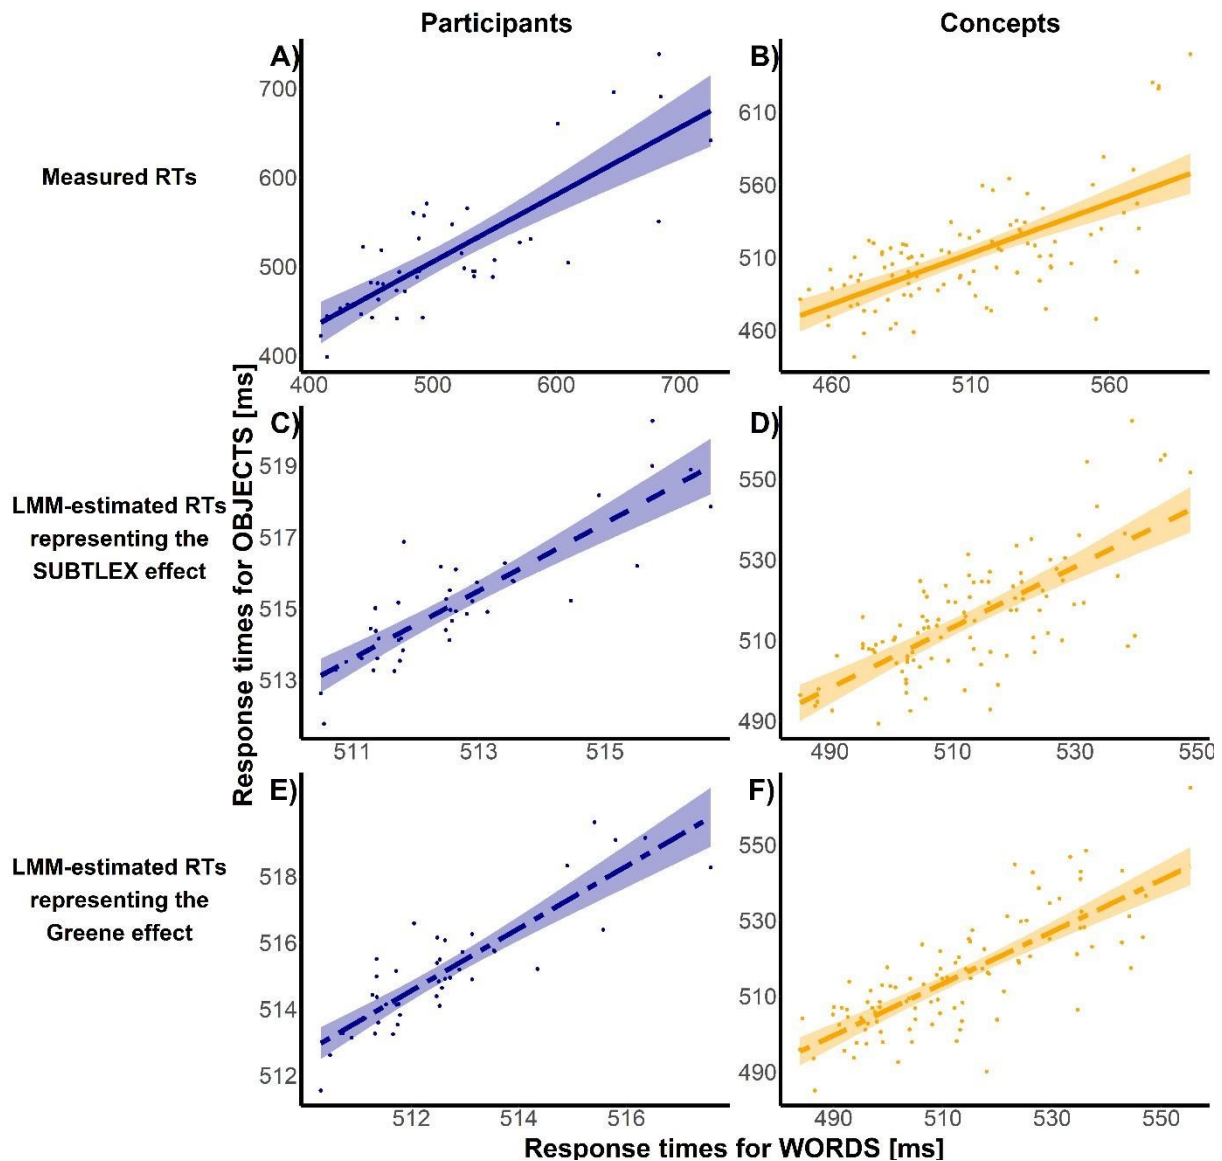 Participants
Concepts
A)
B)
Measured RTs
700
600
500
400
400 500 600 700
610
560
510
460
460 510 560
Response times for OBJECTS [ms]
C)
D)
LMM-estimated RTs
representing the
SUBTLEX effect
519
517
515
513
511 513 515
550
530
510
490
490 510 530 550
E)
F)
LMM-estimated RTs
representing the
Greene effect
518
516
514
512
512 514 516
550
530
510
490
490 510 530 550
Response times for WORDS [ms]